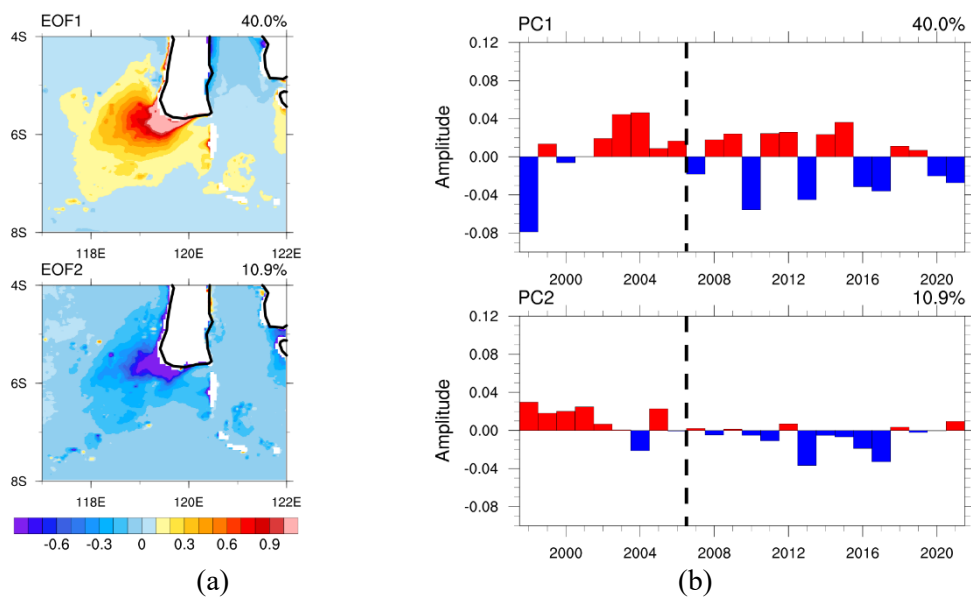 EOF1 40.0%
4S
6S
8S
118E 120E 122E
EOF2 10.9%
4S
6S
8S
118E 120E 122E
-0.6 -0.3 0 0.3 0.6 0.9
(a)
PC1 40.0%
Amplitude
0.12
0.08
0.04
0.00
-0.04
-0.08
2000 2004 2008 2012 2016 2020
PC2 10.9%
Amplitude
0.12
0.08
0.04
0.00
-0.04
-0.08
2000 2004 2008 2012 2016 2020
(b)